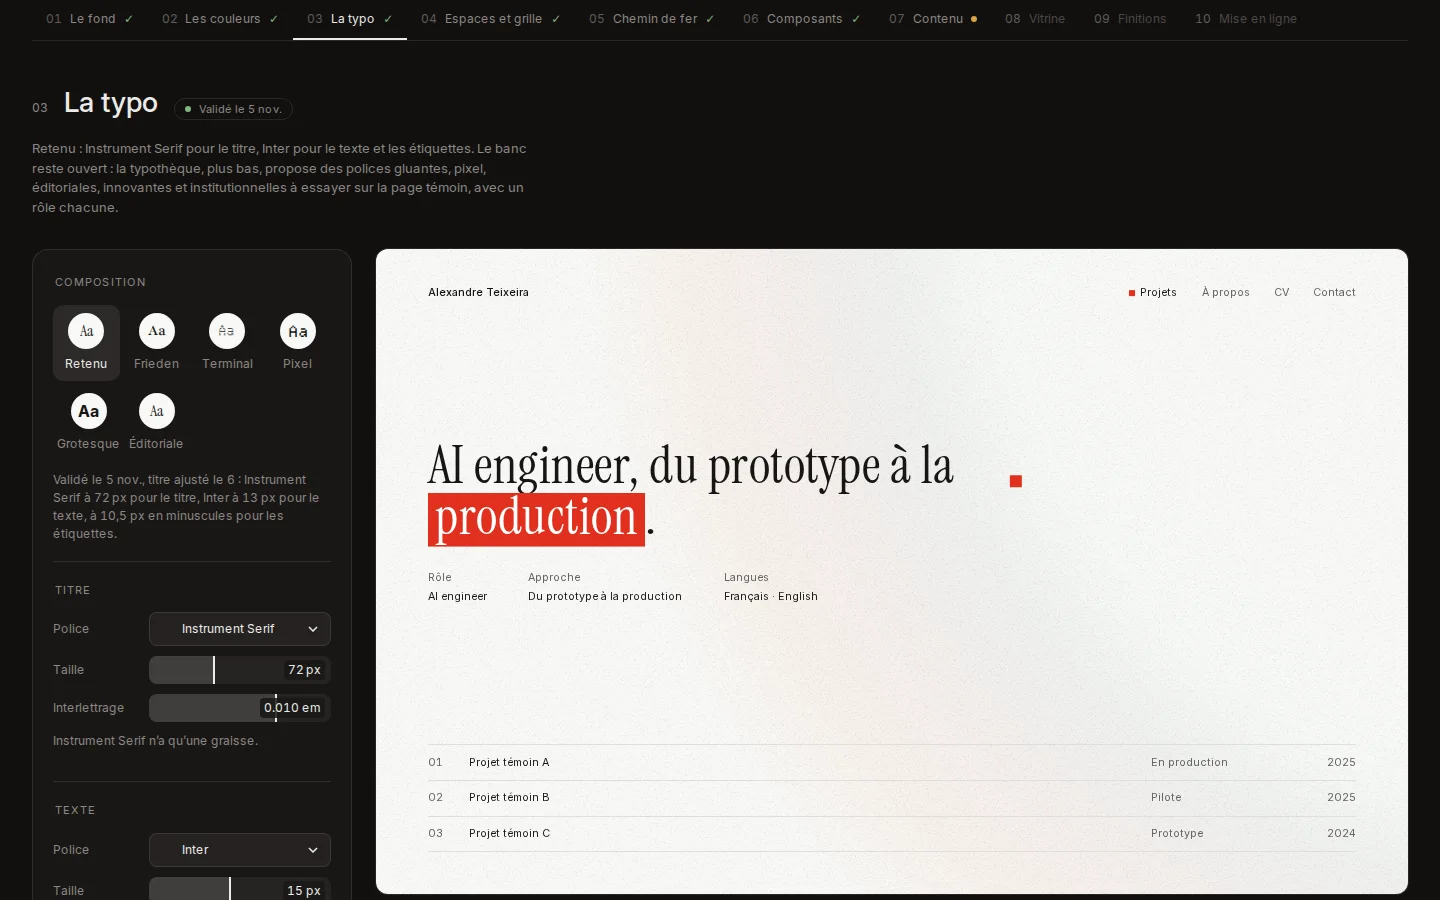 01 Le fond ✓ 02 Les couleurs ✓ 03 La typo ✓ 04 Espaces et grille ✓ 05 Chemin de fer ✓ 06 Composants ✓ 07 Contenu 08 Vitrine 09 Finitions 10 Mise en ligne
03 La typo Validé le 5 nov.
Retenu : Instrument Serif pour le titre, Inter pour le texte et les étiquettes. Le banc
reste ouvert : la typothèque, plus bas, propose des polices gluantes, pixel,
éditoriales, innovantes et institutionnelles à essayer sur la page témoin, avec un
rôle chacune.
COMPOSITION
Aa Aa Aa Aa
Retenu Frieden Terminal Pixel
Aa Aa
Grotesque Éditoriale
Validé le 5 nov., titre ajusté le 6 : Instrument
Serif à 72 px pour le titre, Inter à 13 px pour le
texte, à 10,5 px en minuscules pour les
étiquettes.
TITRE
Police Instrument Serif
Taille 72 px
Interlettrage 0.010 em
Instrument Serif n’a qu’une graisse.
TEXTE
Police Inter
Taille 15 px
Alexandre Teixeira Projets À propos CV Contact
AI engineer, du prototype à la
production.
Rôle Approche Langues
AI engineer Du prototype à la production Français · English
01 Projet témoin A En production 2025
02 Projet témoin B Pilote 2025
03 Projet témoin C Prototype 2024